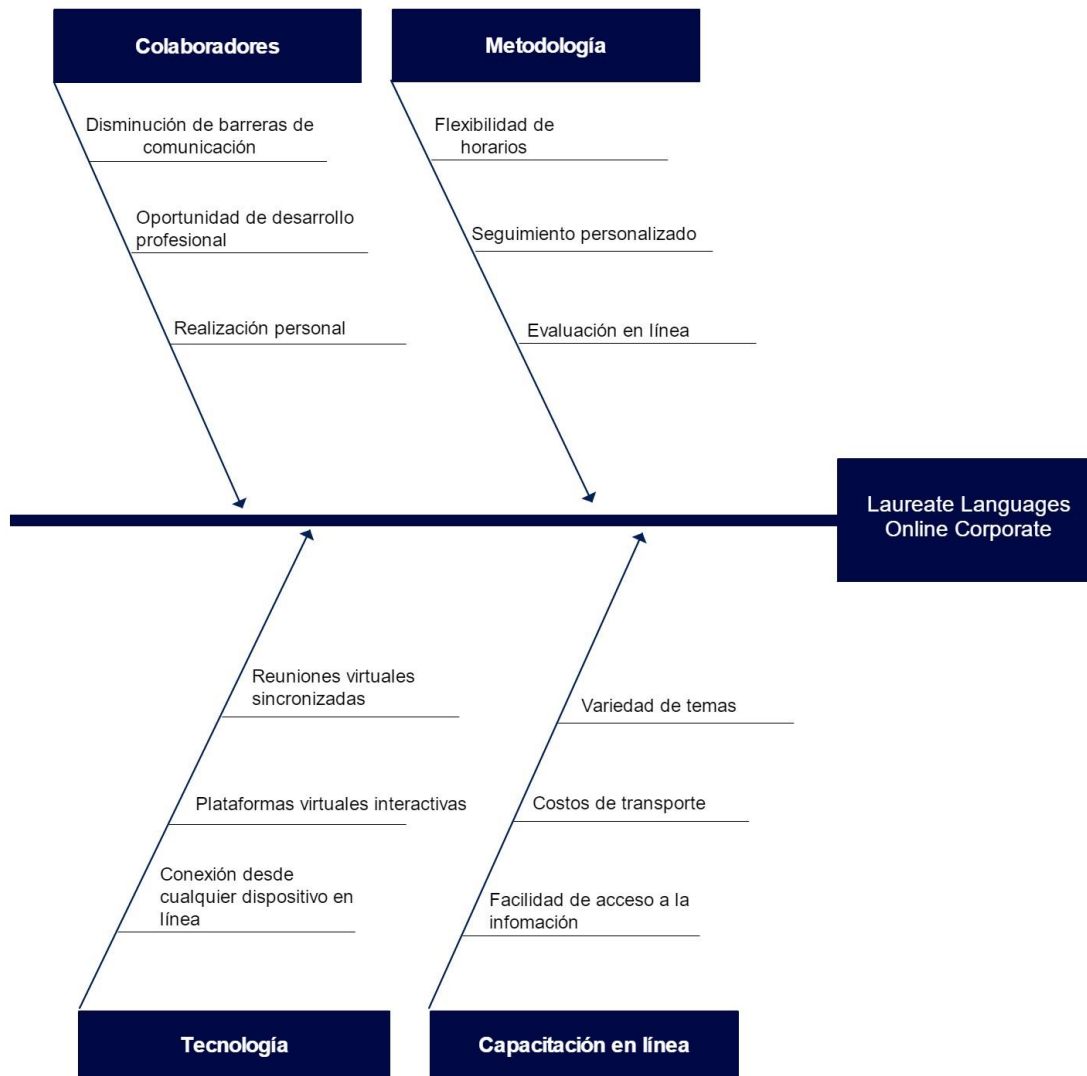 Colaboradores
Metodología
Disminución de barreras de
comunicación
Flexibilidad de
horarios
Oportunidad de desarrollo
profesional
Seguimiento personalizado
Realización personal
Evaluación en línea
Laureate Languages
Online Corporate
Reuniones virtuales
sincronizadas
Variedad de temas
Plataformas virtuales interactivas
Costos de transporte
Conexión desde
cualquier dispositivo en
línea
Facilidad de acceso a la
infomación
Tecnología
Capacitación en línea